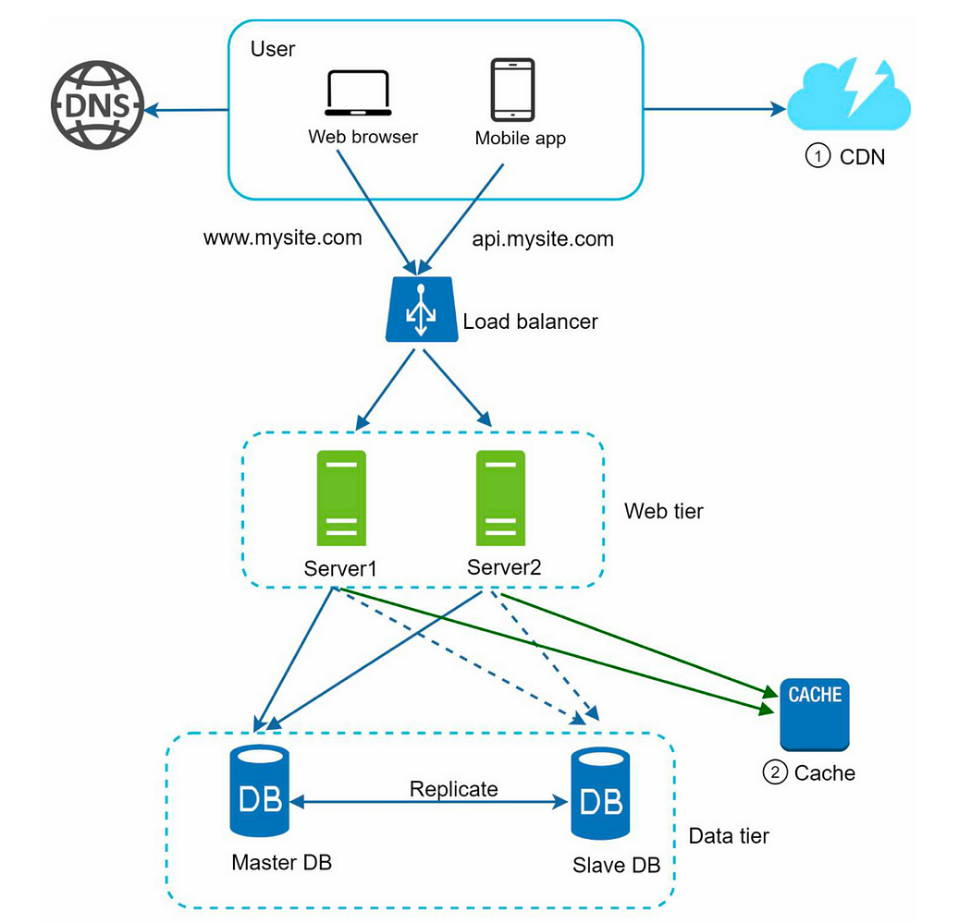 User
DNS
Web browser
Mobile app
1 CDN
www.mysite.com
api.mysite.com
Load balancer
Web tier
Server1
Server2
CACHE
2 Cache
Replicate
DB
DB
Data tier
Master DB
Slave DB